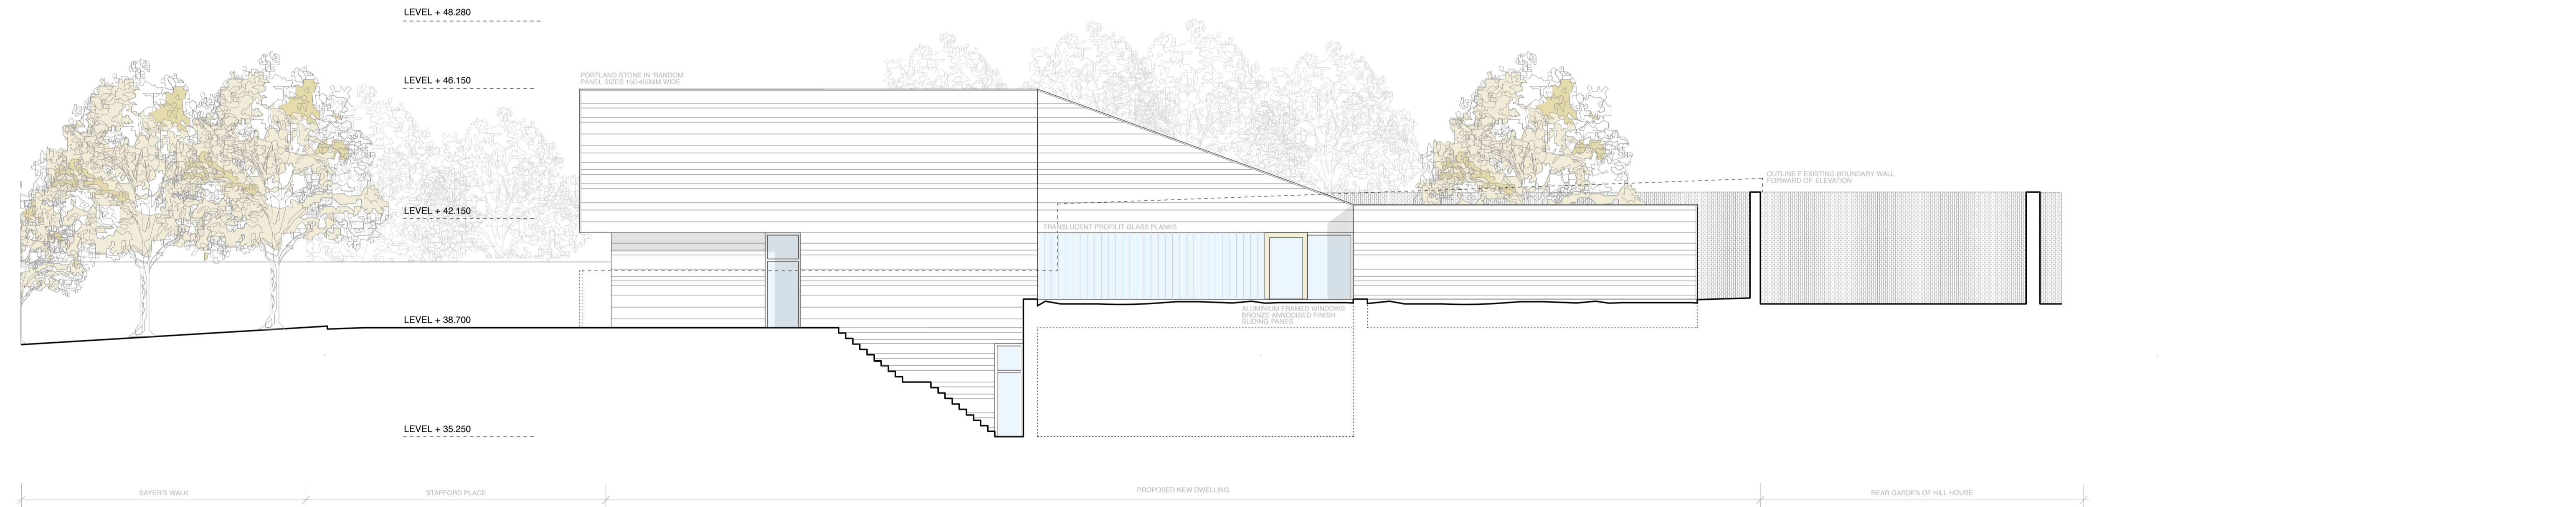 LEVEL + 48.280
LEVEL + 46.150
PORTLAND STONE IN 'RANDOM'
PANEL SIZES 150-450MM WIDE
OUTLINE F EXISTING BOUNDARY WALL
FORWARD OF ELEVATION
LEVEL + 42.150
TRANSLUCENT PROFILIT GLASS PLANKS
ALUMINIUM FRAMED WINDOWS
BRONZE ANNODISED FINISH
SLIDING PANES
LEVEL + 38.700
LEVEL + 35.250
SAYER'S WALK
STAFFORD PLACE
PROPOSED NEW DWELLING
REAR GARDEN OF HILL HOUSE